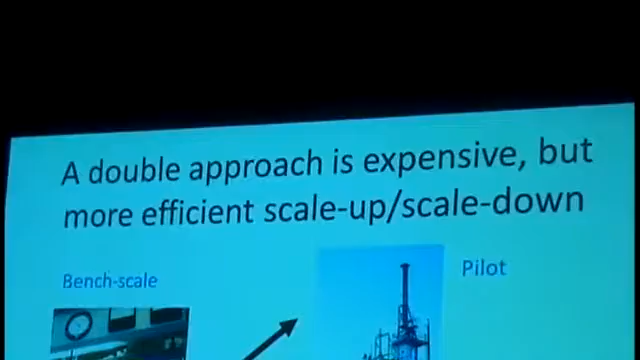 A double approach is expensive, but
more efficient scale-up/scale-down
Bench-scale
Pilot